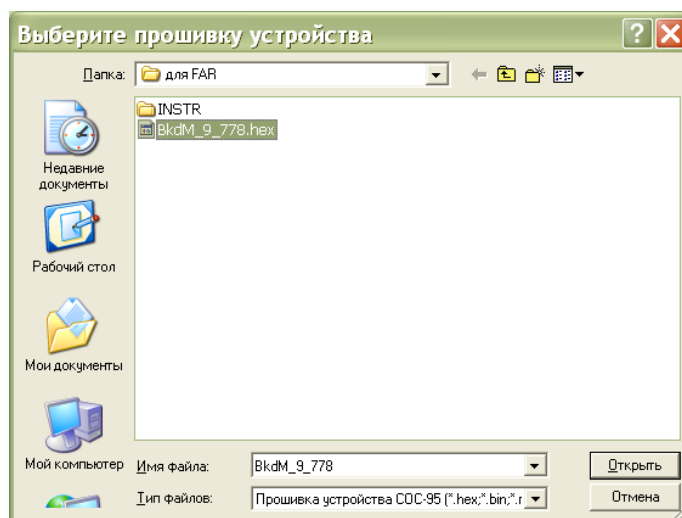 Выберите прошивку устройства
Папка: для FAR
INSTR
BkdM_9_778.hex
Недавние документы
Рабочий стол
Мои документы
Мой компьютер
Имя файла: BkdM_9_778 Открыть
Тип файлов: Прошивка устройства СОС-95 (*.hex;*.bin;*.r Отмена